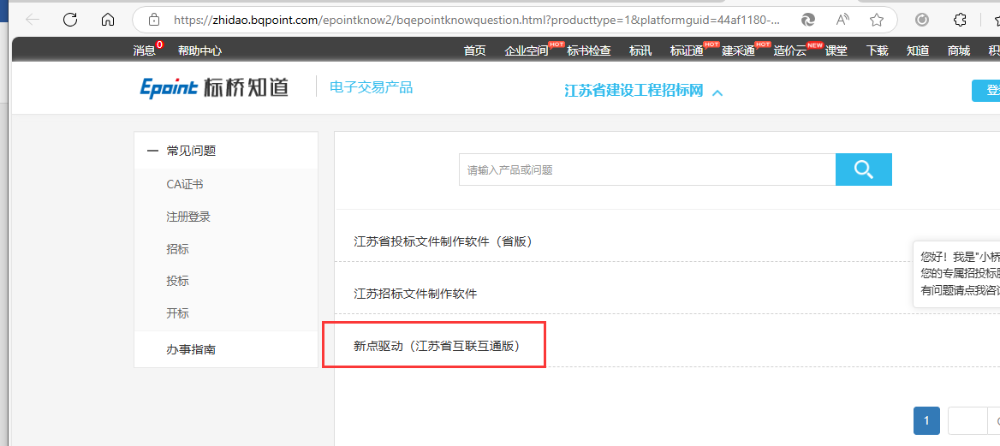 https://zhidao.bqpoint.com/epointknow2/bqepointknowquestion.html?producttype=1&platformguid=44af1180-...
消息 0 帮助中心 首页 企业空间 HOT 标书检查 标讯 标证通 HOT 建采通 HOT 造价云 NEW 课堂 下载 知道 商城 积
Epoint 标桥知道 电子交易产品 江苏省建设工程招标网 登
常见问题
请输入产品或问题
CA证书
注册登录
招标
投标
开标
办事指南
江苏省投标文件制作软件（省版）
江苏招标文件制作软件
新点驱动（江苏省互联互通版）
您好！我是"小桥
您的专属招投标
有问题请点我咨
1